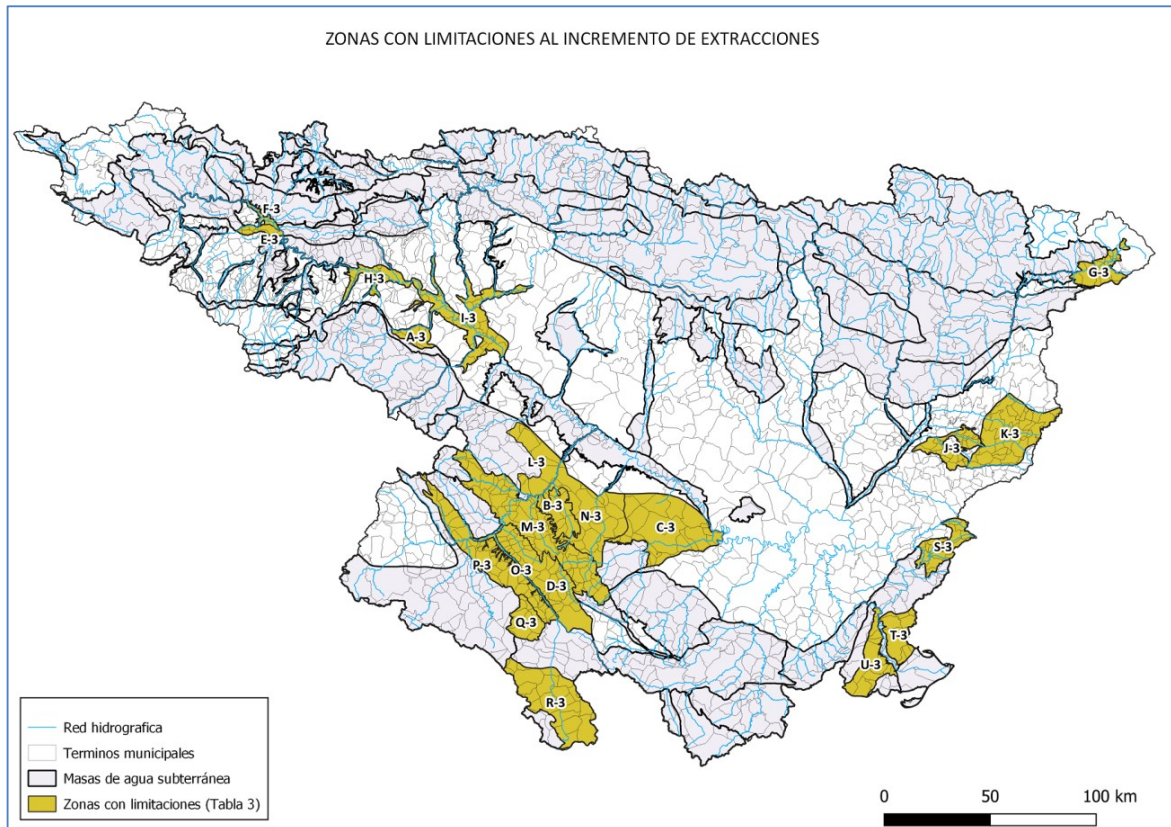 ZONAS CON LIMITACIONES AL INCREMENTO DE EXTRACCIONES
F-3
E-3
G-3
H-3
I-3
A-3
K-3
J-3
L-3
B-3
N-3
C-3
M-3
S-3
P-3
O-3
D-3
Q-3
T-3
U-3
R-3
Red hidrografica
Terminos municipales
Masas de agua subterránea
Zonas con limitaciones (Tabla 3)
0 50 100 km